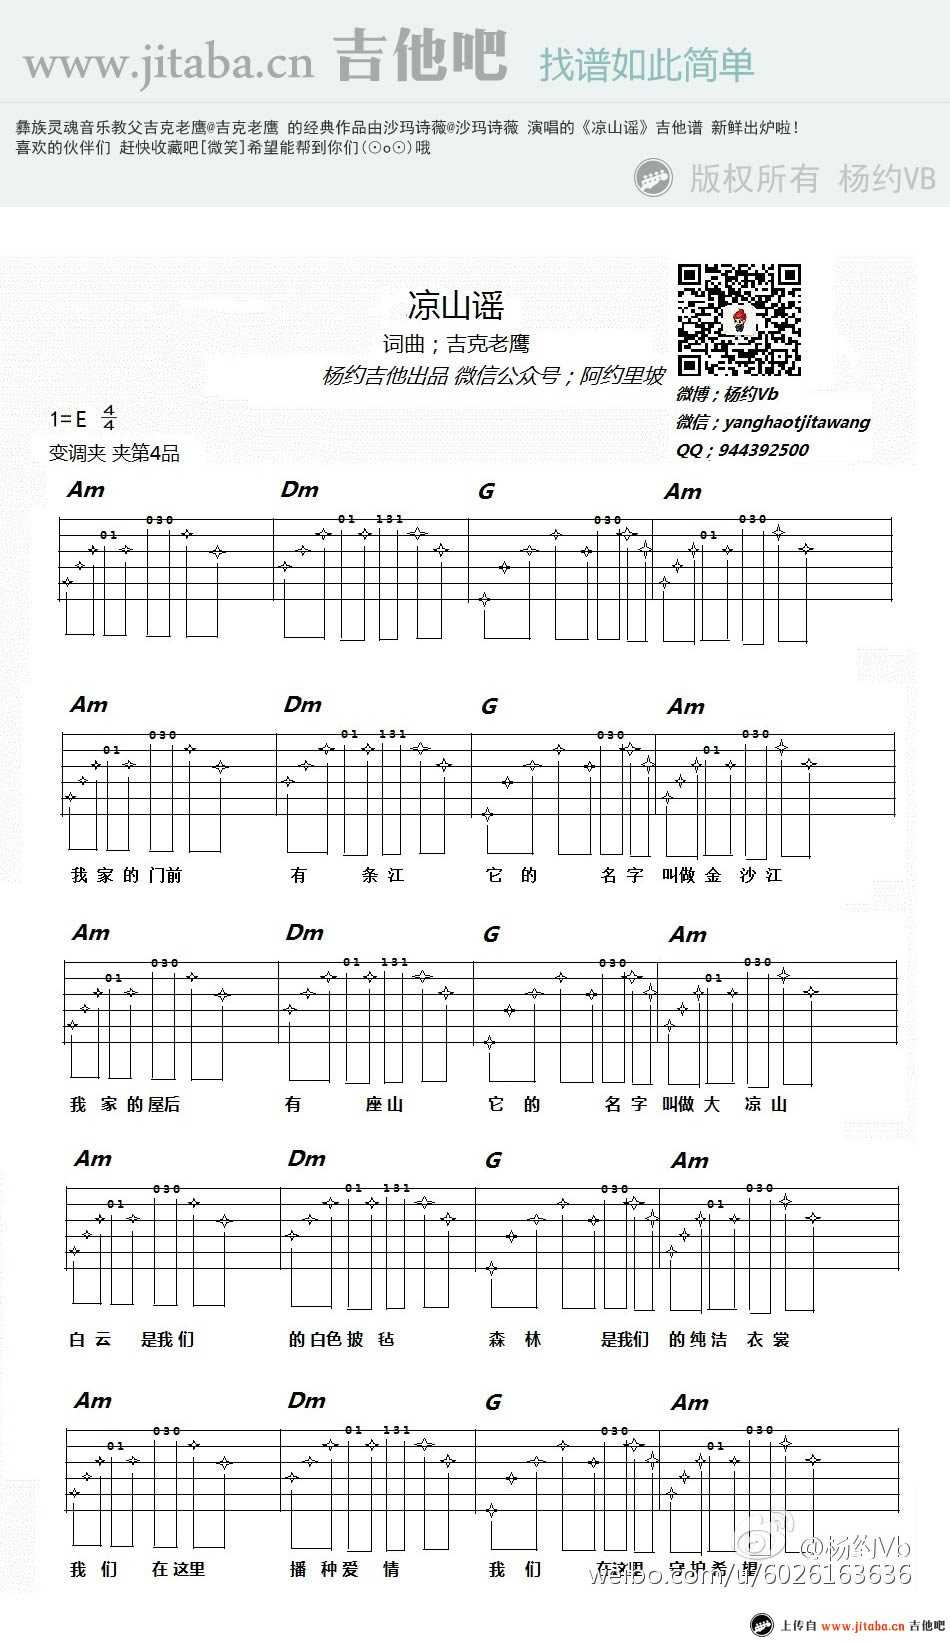 www.jitaba.cn 吉他吧 找谱如此简单
彝族灵魂音乐教父吉克老鹰@吉克老鹰 的经典作品由沙玛诗薇@沙玛诗薇 演唱的《凉山谣》吉他谱 新鲜出炉啦!
喜欢的伙伴们 赶快收藏吧[微笑]希望能帮到你们(⊙o⊙)哦
版权所有 杨约VB
凉山谣
词曲;吉克老鹰
杨约吉他出品 微信公众号;阿约里坡
微博;杨约Vb
微信;yanghaotjitawang
QQ;944392500
1=E 4/4
变调夹 夹第4品
Am Dm G Am
01 030 01 131 030 01 030
Am Dm G Am
01 030 01 131 030 01 030
我 家 的 门前 有 条 江 它 的 名 字 叫做 金 沙 江
Am Dm G Am
01 030 01 131 030 01 030
我 家 的 屋后 有 座 山 它 的 名 字 叫做 大 凉 山
Am Dm G Am
01 030 01 131 030 01 030
白 云 是我 们 的 白色 披 毡 森 林 是我们 的 纯 洁 衣 裳
Am Dm G Am
01 030 01 131 030 01 030
我 们 在 这里 播 种 爱 情 我 们 在这里 守护 希 望
@杨约Vb
weibo.com/u/6026163636
上传自 www.jitaba.cn 吉他吧